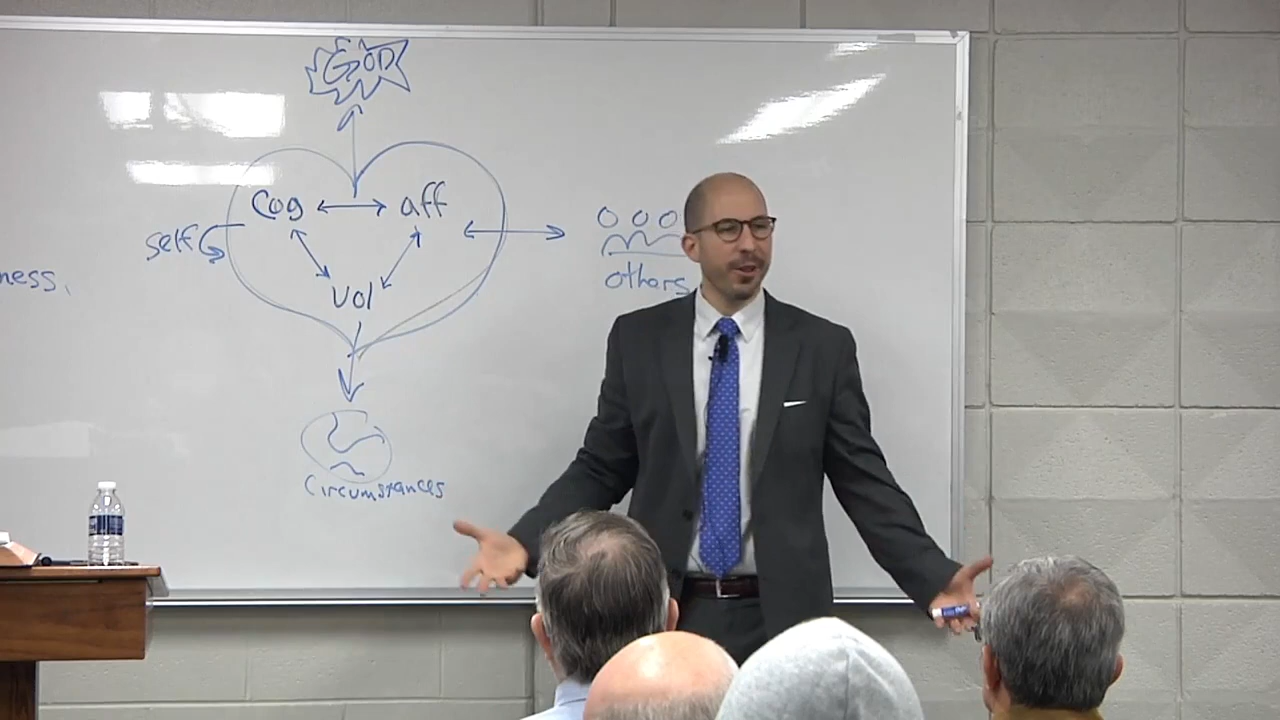 GOD
Cog aff
self
ness,
vol
others
Circumstances